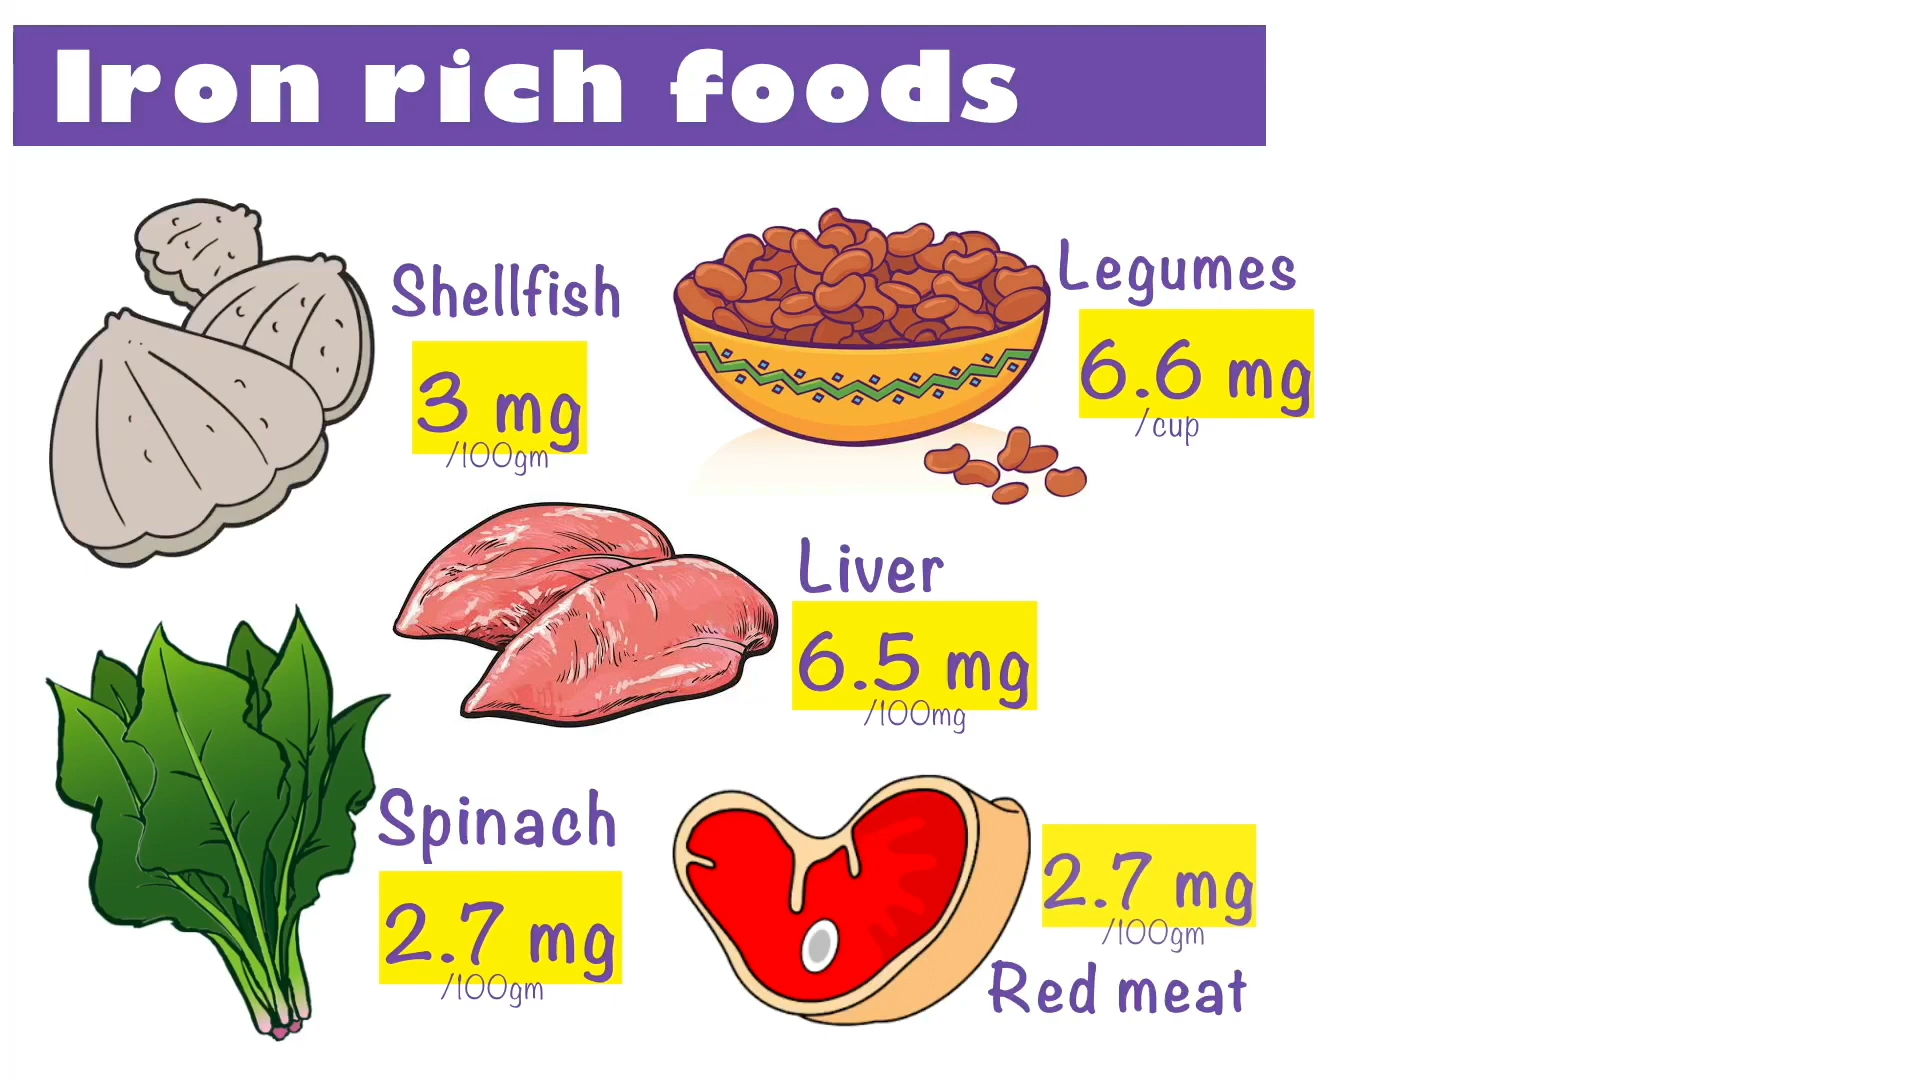 Iron rich foods
Shellfish
3 mg
/100gm
Legumes
6.6 mg
/cup
Liver
6.5 mg
/100mg
Spinach
2.7 mg
/100gm
2.7 mg
/100gm
Red meat